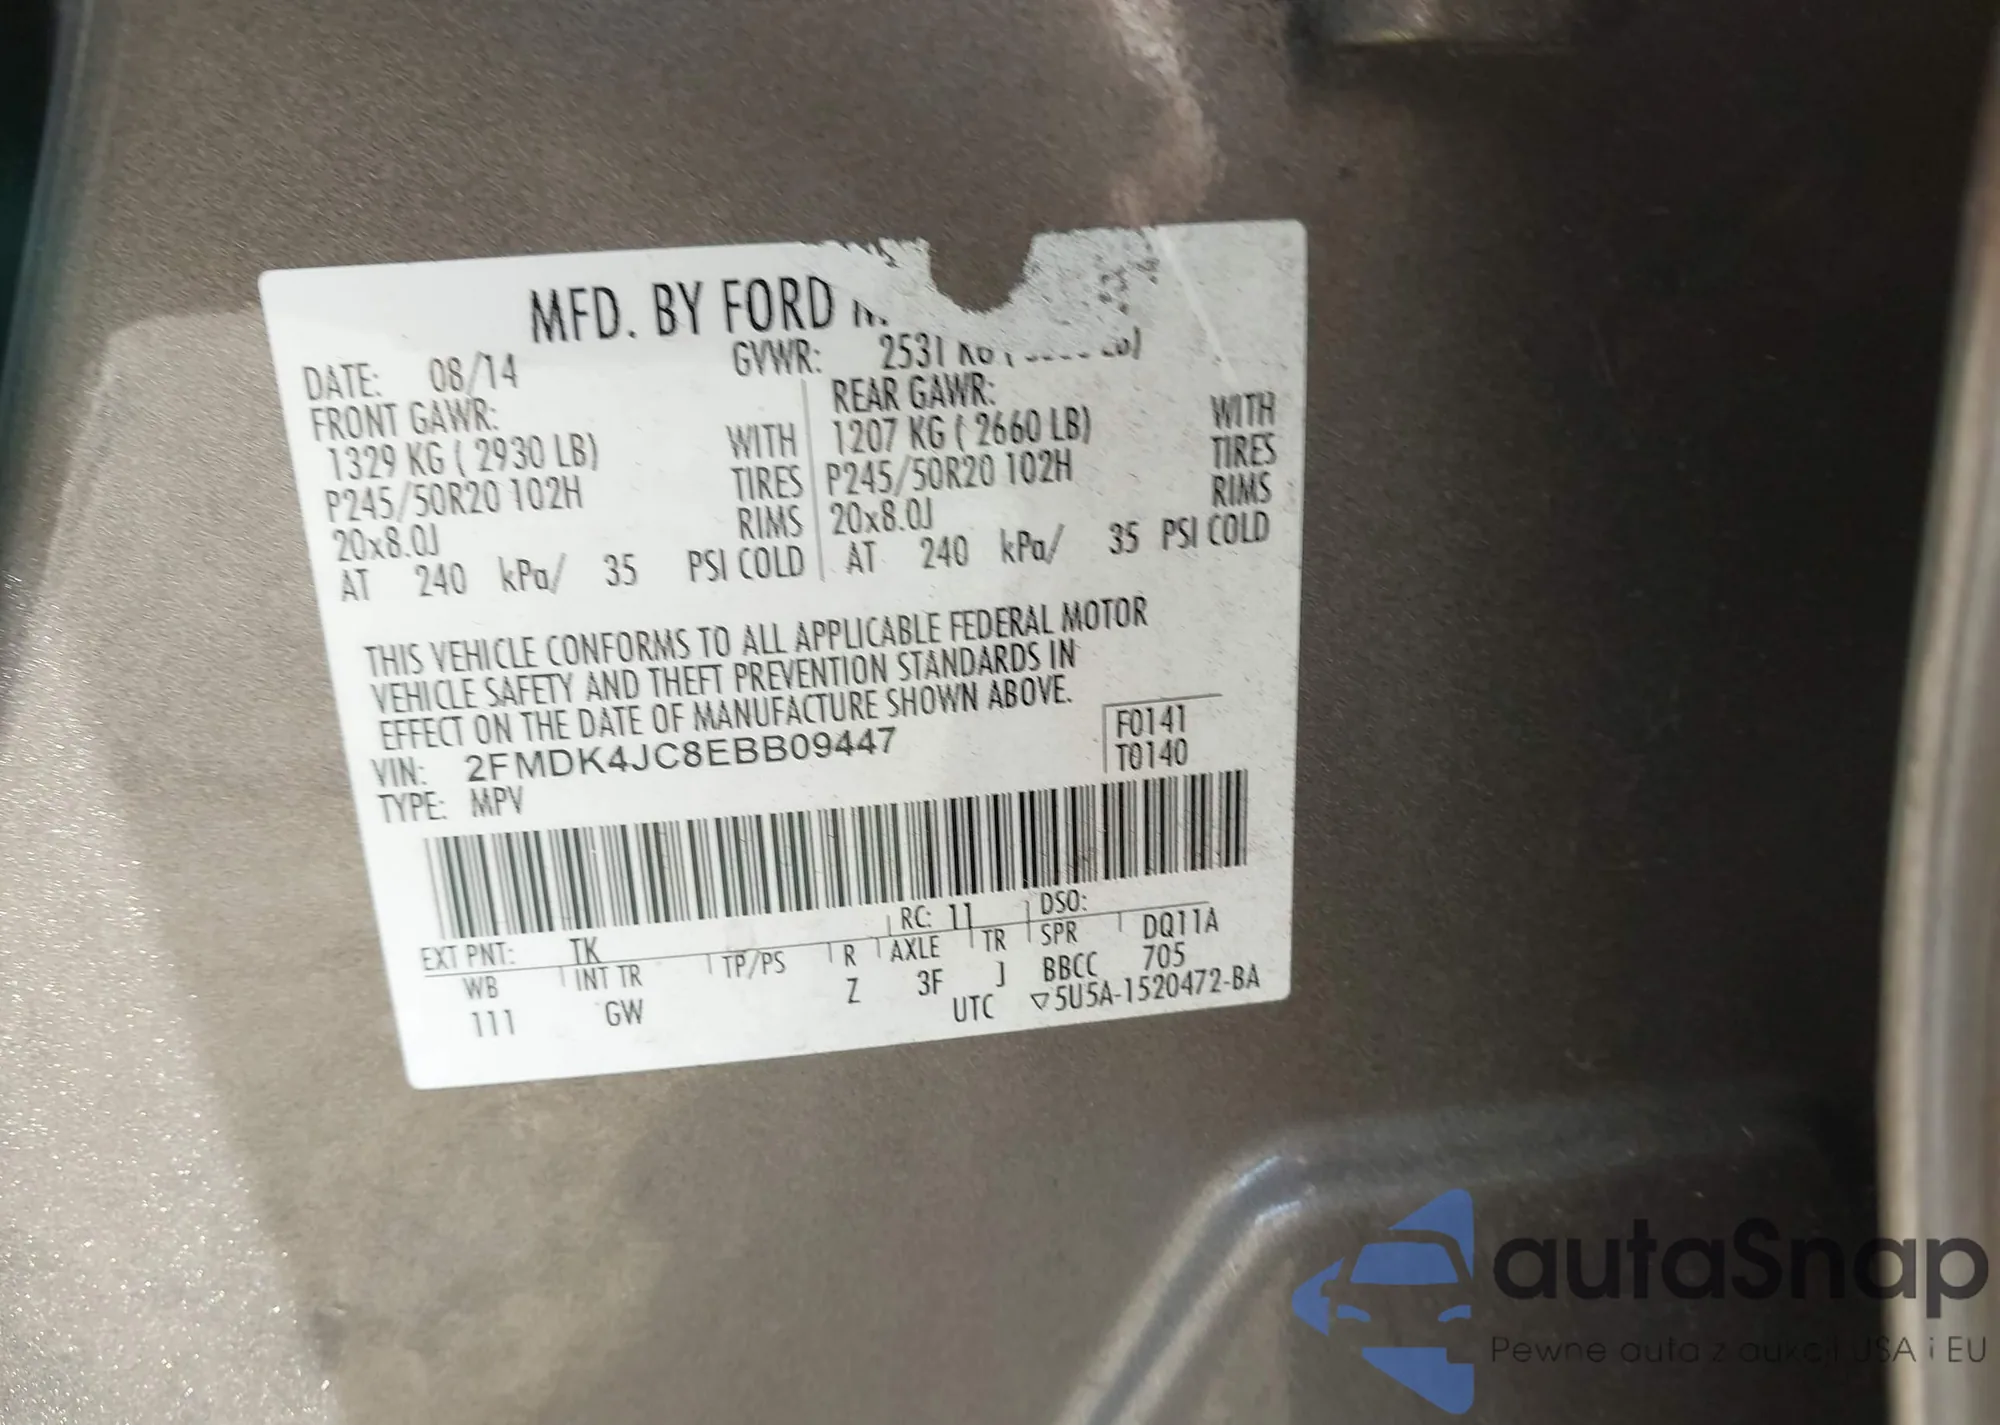 MFD. BY FORD
DATE: 08/14 GVWR: 2531 KG
FRONT GAWR: REAR GAWR:
1329 KG ( 2930 LB) WITH 1207 KG ( 2660 LB) WITH
P245/50R20 102H TIRES P245/50R20 102H TIRES
20x8.0J RIMS 20x8.0J RIMS
AT 240 kPa/ 35 PSI COLD AT 240 kPa/ 35 PSI COLD
THIS VEHICLE CONFORMS TO ALL APPLICABLE FEDERAL MOTOR
VEHICLE SAFETY AND THEFT PREVENTION STANDARDS IN
EFFECT ON THE DATE OF MANUFACTURE SHOWN ABOVE.
VIN: 2FMDK4JC8EBB09447 F0141
TYPE: MPV T0140
EXT PNT: TK RC: 11 DSO:
WB INT TR TP/PS R AXLE TR SPR DQ11A
111 GW Z 3F J BBCC 705
UTC ▽5U5A-1520472-BA
autaSnap
Pewne auta z aukcji USA i EU